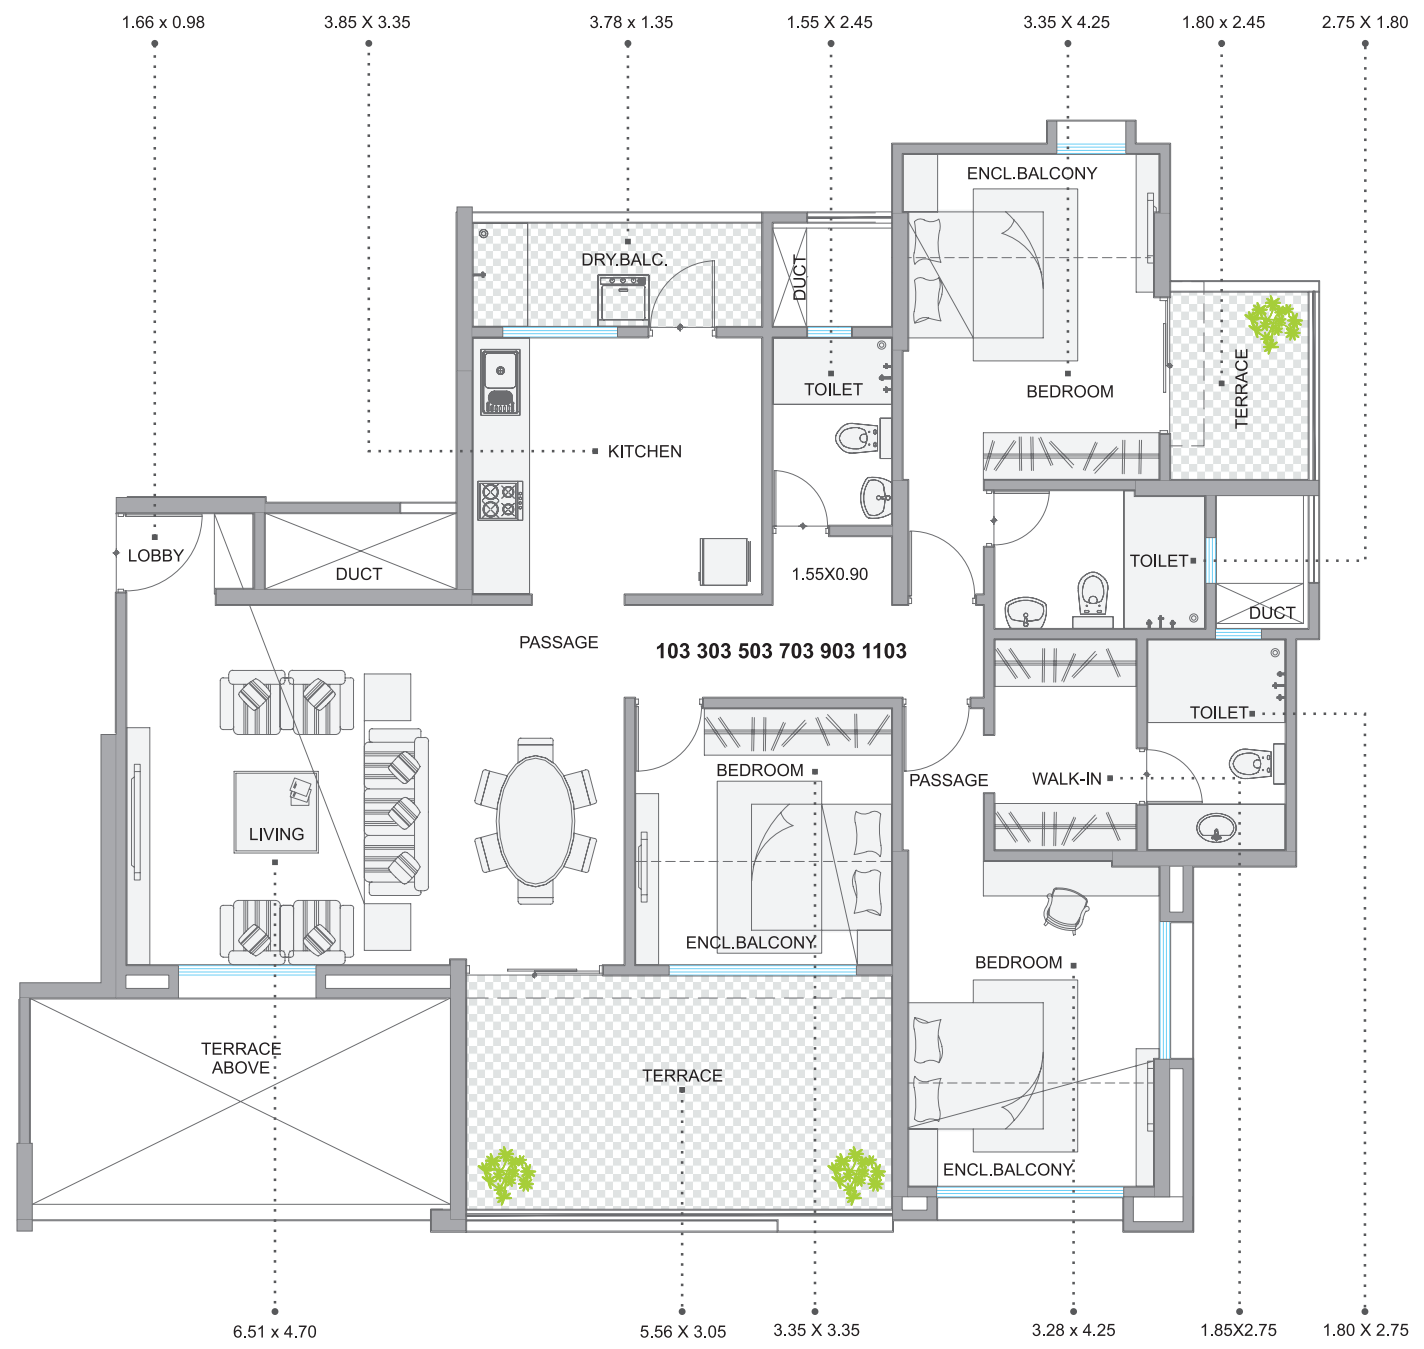 1.66 x 0.98
3.85 X 3.35
3.78 x 1.35
1.55 X 2.45
3.35 X 4.25
1.80 x 2.45
2.75 X 1.80
ENCL.BALCONY
DRY.BALC.
DUCT
BEDROOM
TOILET
TERRACE
KITCHEN
LOBBY
DUCT
1.55X0.90
TOILET
DUCT
PASSAGE
103 303 503 703 903 1103
TOILET
BEDROOM
PASSAGE
WALK-IN
LIVING
ENCL.BALCONY
BEDROOM
TERRACE
ABOVE
TERRACE
ENCL.BALCONY
6.51 x 4.70
5.56 X 3.05
3.35 X 3.35
3.28 x 4.25
1.85X2.75
1.80 X 2.75